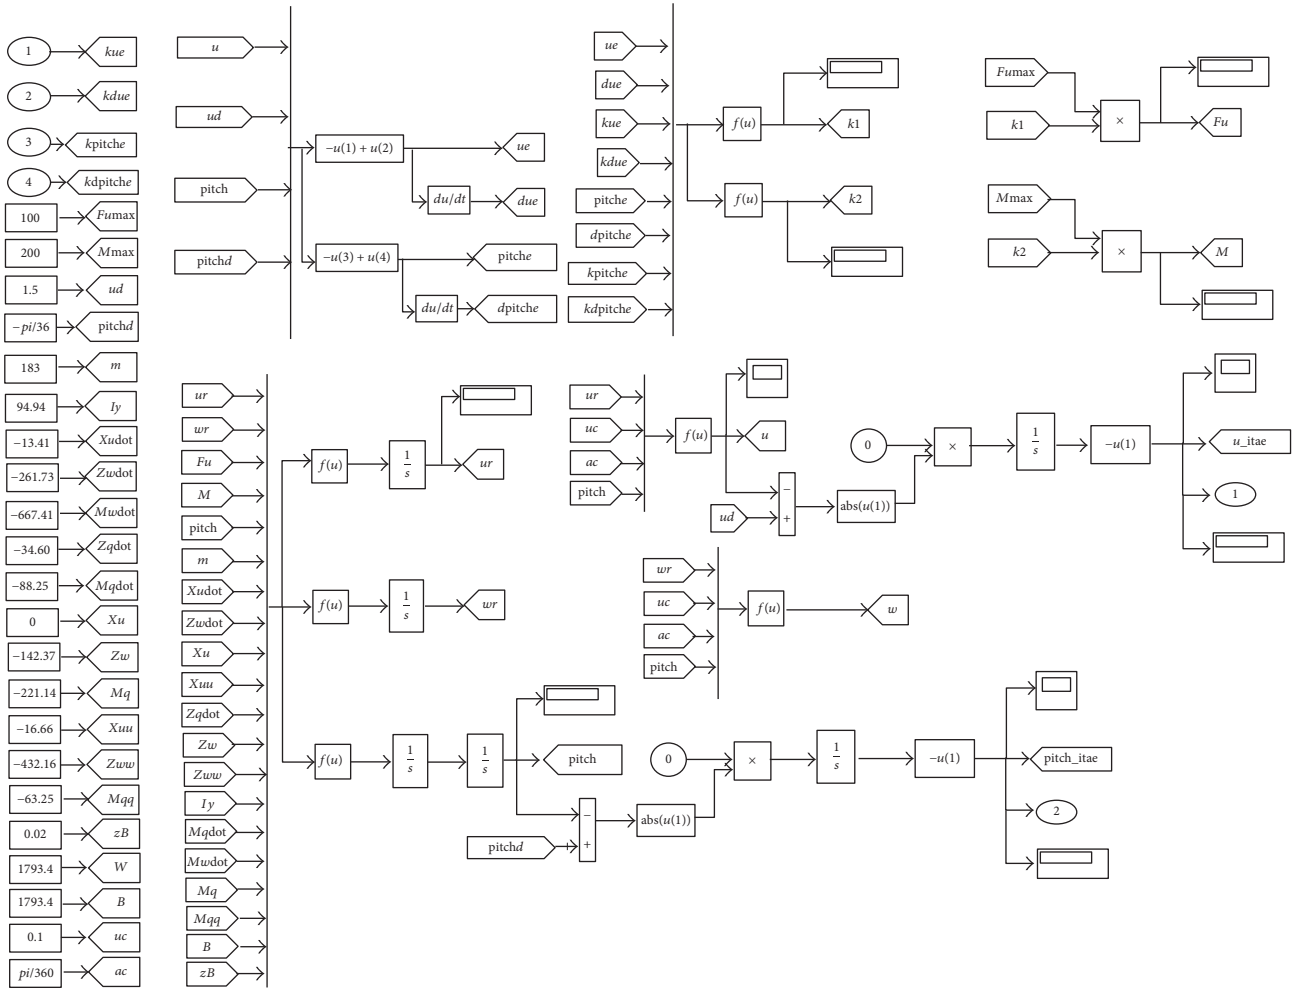 1 kue
2 kdue
3 kpitche
4 kdpitche
100 Fumax
200 Mmax
1.5 ud
−pi/36 pitchd
183 m
94.94 Iy
−13.41 Xudot
−261.73 Zwdot
−667.41 Mwdot
−34.60 Zqdot
−88.25 Mqdot
0 Xu
−142.37 Zw
−221.14 Mq
−16.66 Xuu
−432.16 Zww
−63.25 Mqq
0.02 zB
1793.4 W
1793.4 B
0.1 uc
pi/360 ac
u
ud
pitch
pitchd
−u(1) + u(2)
ue
du/dt
due
−u(3) + u(4)
pitche
du/dt
dpitche
ue
due
kue
kdue
pitche
dpitche
kpitche
kdpitche
f(u)
k1
f(u)
k2
Fumax
k1
×
Fu
Mmax
k2
×
M
ur
wr
Fu
M
pitch
m
Xudot
Zwdot
Xu
Xuu
Zqdot
Zw
Zww
Iy
Mqdot
Mwdot
Mq
Mqq
B
zB
f(u)
1
s
ur
f(u)
1
s
wr
f(u)
1
s
1
s
pitch
pitchd
−
+
abs(u(1))
0
×
1
s
−u(1)
pitch_itae
2
ur
uc
ac
pitch
f(u)
u
ud
−
+
abs(u(1))
0
×
1
s
−u(1)
u_itae
1
wr
uc
ac
pitch
f(u)
w